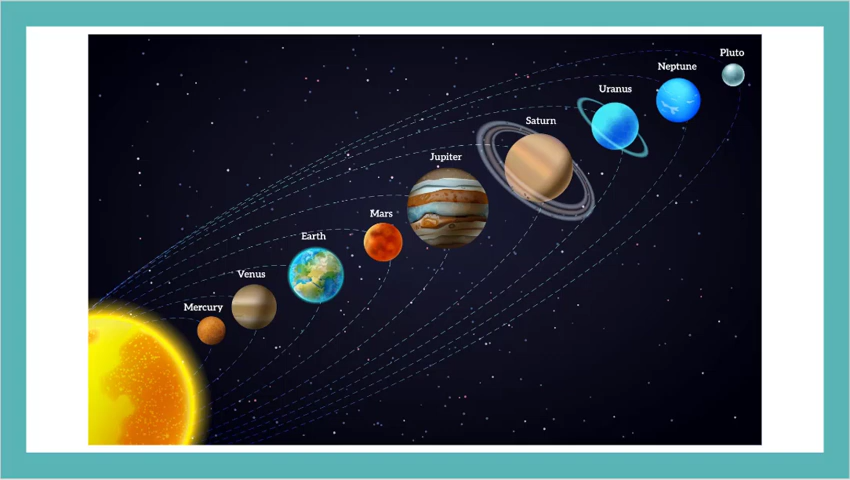 Pluto
Neptune
Uranus
Saturn
Jupiter
Mars
Earth
Venus
Mercury